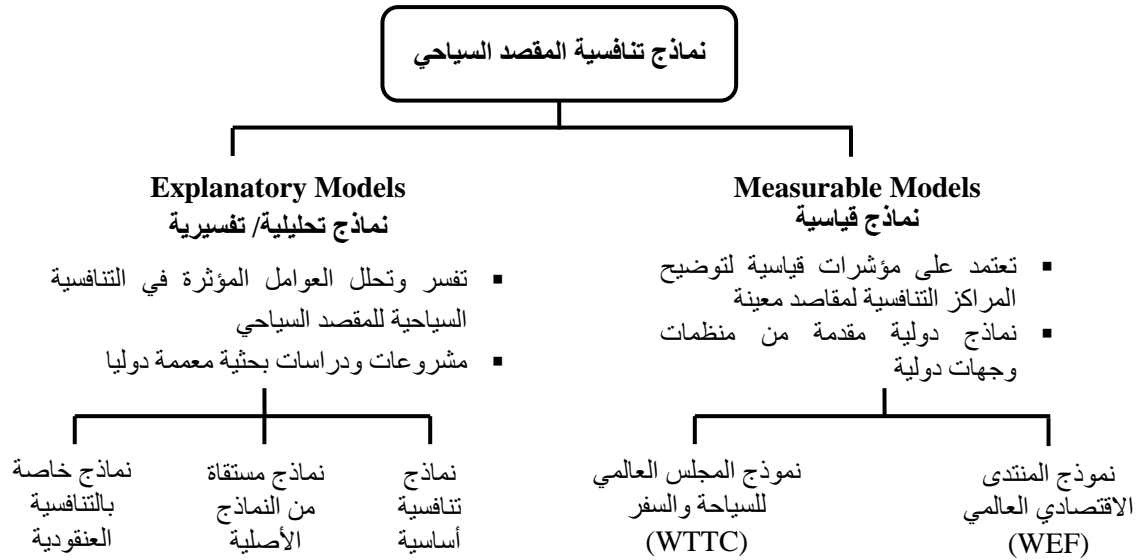 نماذج تنافسية المقصد السياحي
Measurable Models
نماذج قياسية
▪ تعتمد على مؤشرات قياسية لتوضيح
المراكز التنافسية لمقاصد معينة
▪ نماذج دولية مقدمة من منظمات
وجهات دولية
نموذج المنتدى
الاقتصادي العالمي
(WEF)
نموذج المجلس العالمي
للسياحة والسفر
(WTTC)
Explanatory Models
نماذج تحليلية/ تفسيرية
▪ تفسر وتحلل العوامل المؤثرة في التنافسية
السياحية للمقصد السياحي
▪ مشروعات ودراسات بحثية معممة دوليا
نماذج
تنافسية
أساسية
نماذج مستقاة
من النماذج
الأصلية
نماذج خاصة
بالتنافسية
العنقودية